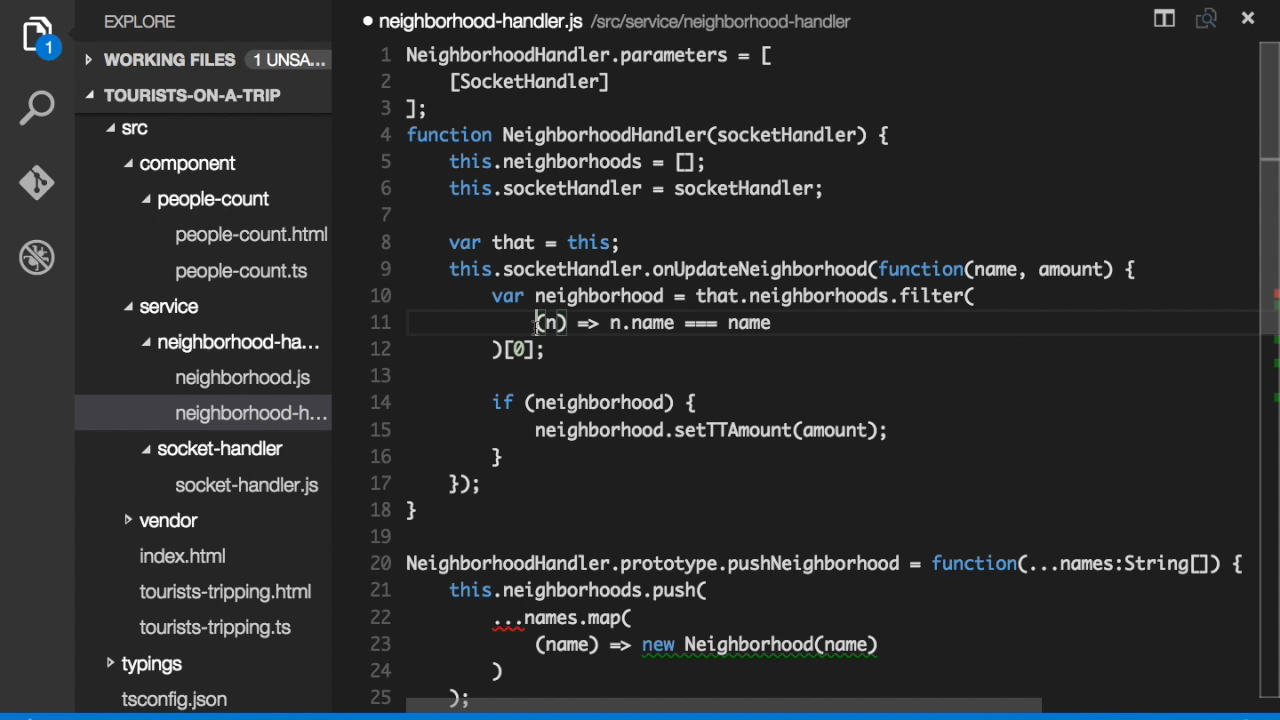 1
EXPLORE
WORKING FILES 1 UNSA...
TOURISTS-ON-A-TRIP
src
component
people-count
people-count.html
people-count.ts
service
neighborhood-ha...
neighborhood.js
neighborhood-h...
socket-handler
socket-handler.js
vendor
index.html
tourists-tripping.html
tourists-tripping.ts
typings
tsconfig.json
neighborhood-handler.js /src/service/neighborhood-handler
1 NeighborhoodHandler.parameters = [
2     [SocketHandler]
3 ];
4 function NeighborhoodHandler(socketHandler) {
5     this.neighborhoods = [];
6     this.socketHandler = socketHandler;
7
8     var that = this;
9     this.socketHandler.onUpdateNeighborhood(function(name, amount) {
10         var neighborhood = that.neighborhoods.filter(
11             (n) => n.name === name
12         )[0];
13
14         if (neighborhood) {
15             neighborhood.setTTAmount(amount);
16         }
17     });
18 }
19
20 NeighborhoodHandler.prototype.pushNeighborhood = function(...names:String[]) {
21     this.neighborhoods.push(
22         ...names.map(
23             (name) => new Neighborhood(name)
24         )
25     );